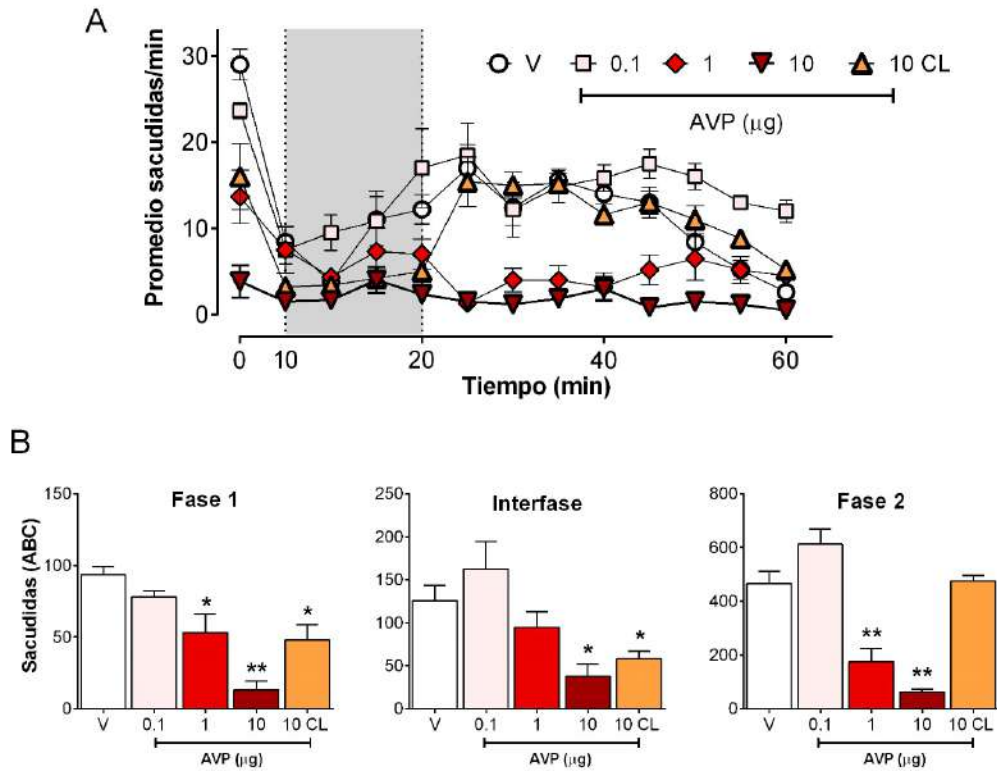 A
V 0.1 1 10 10 CL
AVP (µg)
30
20
10
0
Promedio sacudidas/min
0 10 20 40 60
Tiempo (min)
B
Fase 1
150
100
50
0
Sacudidas (ABC)
* ** *
V 0.1 1 10 10 CL
AVP (µg)
Interfase
250
200
150
100
50
0
* *
V 0.1 1 10 10 CL
AVP (µg)
Fase 2
800
600
400
200
0
** **
V 0.1 1 10 10 CL
AVP (µg)